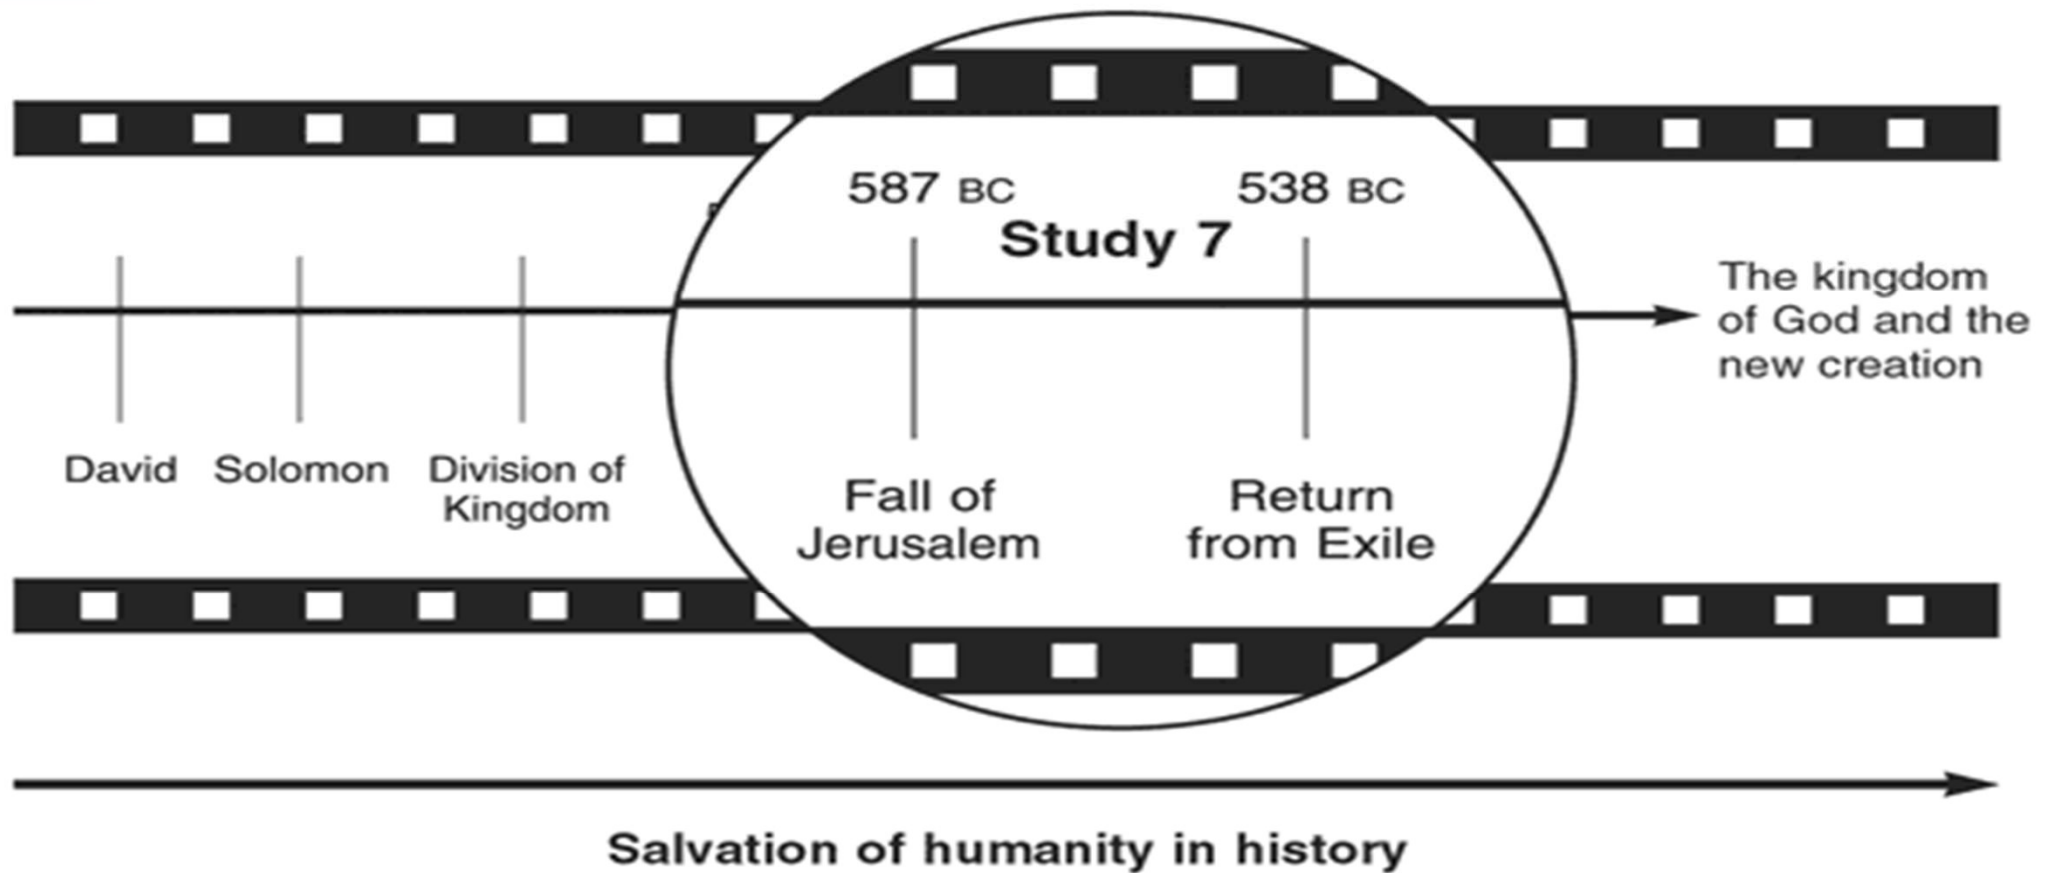 587 BC
538 BC
Study 7
The kingdom
of God and the
new creation
David
Solomon
Division of
Kingdom
Fall of
Jerusalem
Return
from Exile
Salvation of humanity in history